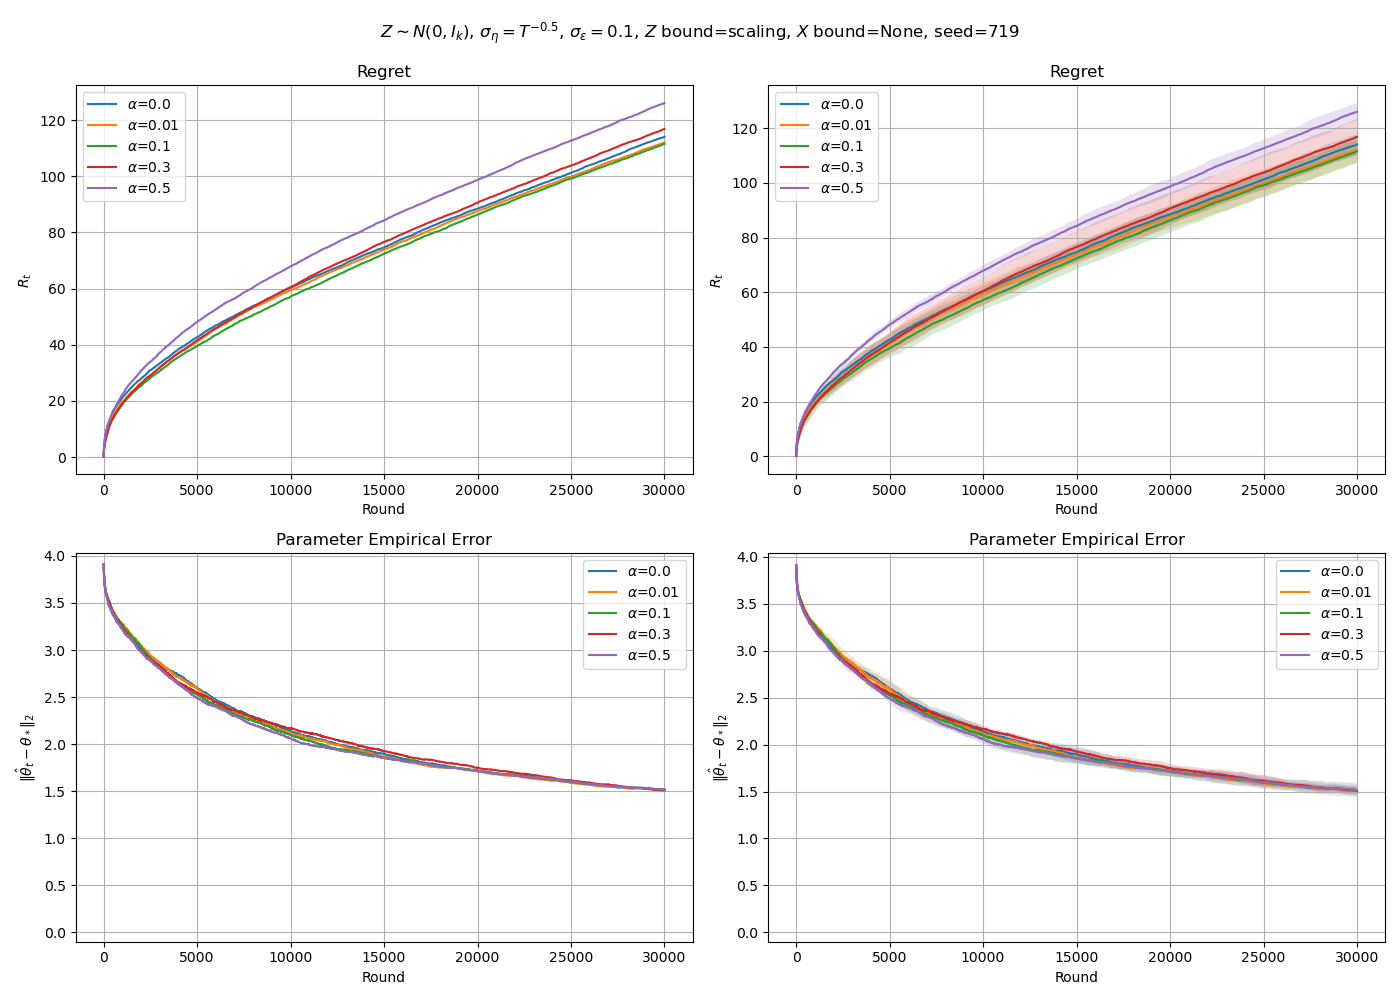 Z ∼ N(0, I_k), σ_η = T^{−0.5}, σ_ε = 0.1, Z bound=scaling, X bound=None, seed=719
Regret
R_t
120
100
80
60
40
20
0
α=0.0
α=0.01
α=0.1
α=0.3
α=0.5
0 5000 10000 15000 20000 25000 30000
Round
Regret
R_t
120
100
80
60
40
20
0
α=0.0
α=0.01
α=0.1
α=0.3
α=0.5
0 5000 10000 15000 20000 25000 30000
Round
Parameter Empirical Error
‖θ̂_t − θ_*‖_2
4.0
3.5
3.0
2.5
2.0
1.5
1.0
0.5
0.0
α=0.0
α=0.01
α=0.1
α=0.3
α=0.5
0 5000 10000 15000 20000 25000 30000
Round
Parameter Empirical Error
‖θ̂_t − θ_*‖_2
4.0
3.5
3.0
2.5
2.0
1.5
1.0
0.5
0.0
α=0.0
α=0.01
α=0.1
α=0.3
α=0.5
0 5000 10000 15000 20000 25000 30000
Round